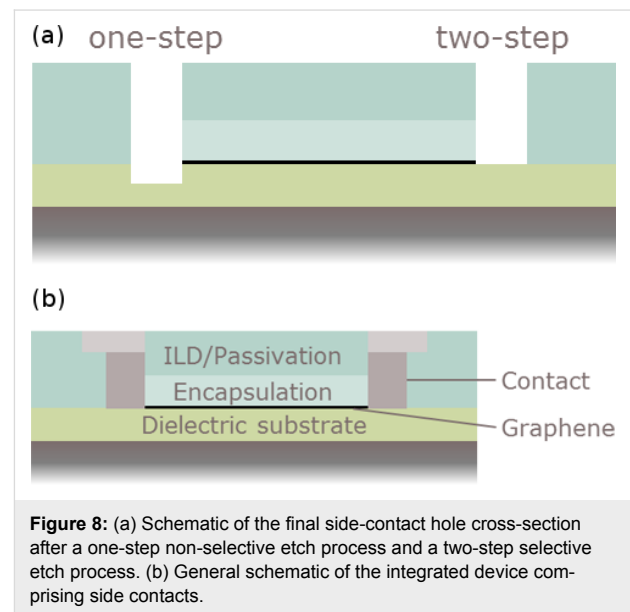 (a) one-step two-step
(b)
ILD/Passivation
Encapsulation
Contact
Graphene
Dielectric substrate
Figure 8: (a) Schematic of the final side-contact hole cross-section
after a one-step non-selective etch process and a two-step selective
etch process. (b) General schematic of the integrated device com-
prising side contacts.